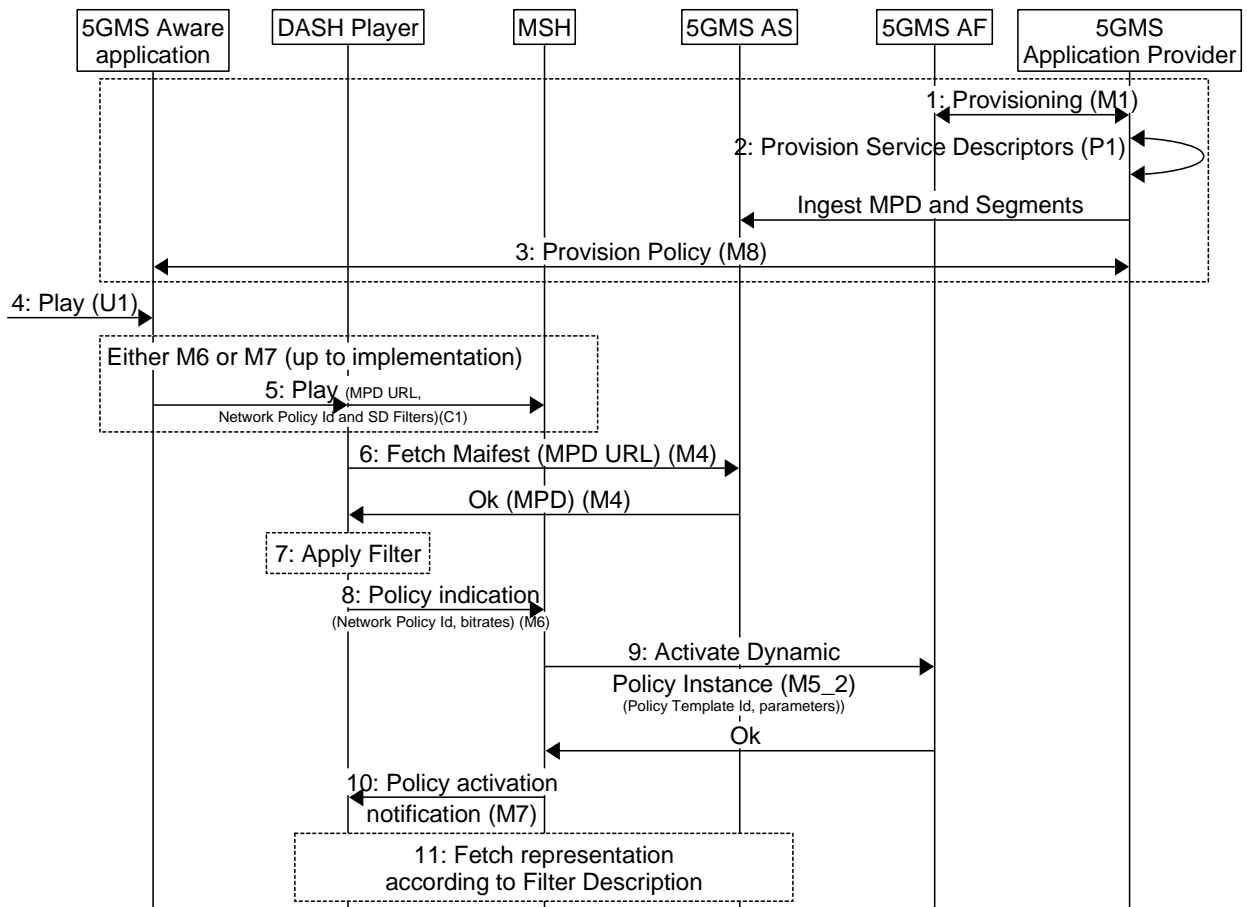 5GMS Aware
application
DASH Player
MSH
5GMS AS
5GMS AF
5GMS
Application Provider
1: Provisioning (M1)
2: Provision Service Descriptors (P1)
Ingest MPD and Segments
3: Provision Policy (M8)
4: Play (U1)
Either M6 or M7 (up to implementation)
5: Play (MPD URL,
Network Policy Id and SD Filters)(C1)
6: Fetch Maifest (MPD URL) (M4)
Ok (MPD) (M4)
7: Apply Filter
8: Policy indication
(Network Policy Id, bitrates) (M6)
9: Activate Dynamic
Policy Instance (M5_2)
(Policy Template Id, parameters))
Ok
10: Policy activation
notification (M7)
11: Fetch representation
according to Filter Description